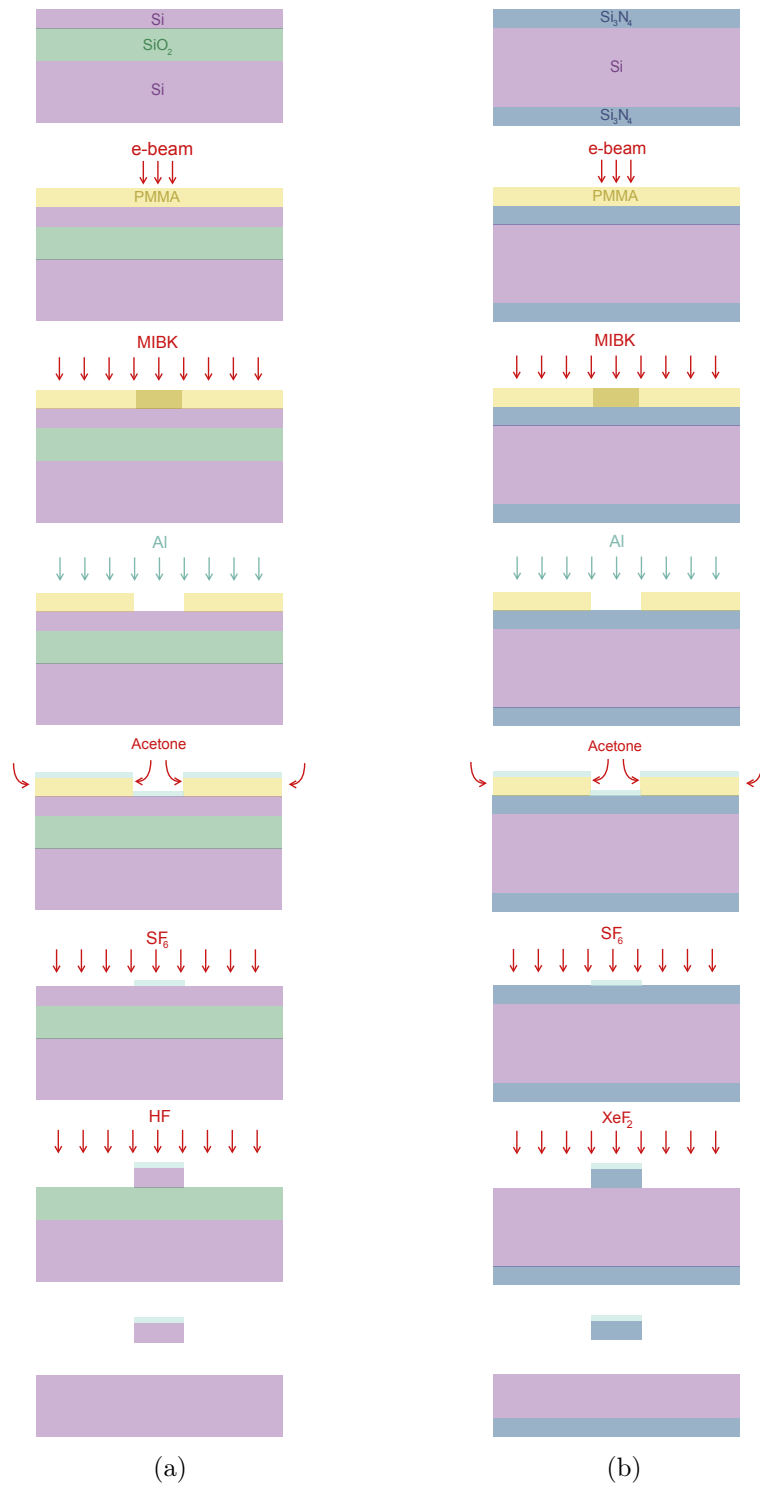 Si
SiO₂
Si
e-beam
PMMA
MIBK
Al
Acetone
SF₆
HF
(a)
Si₃N₄
Si
Si₃N₄
e-beam
PMMA
MIBK
Al
Acetone
SF₆
XeF₂
(b)